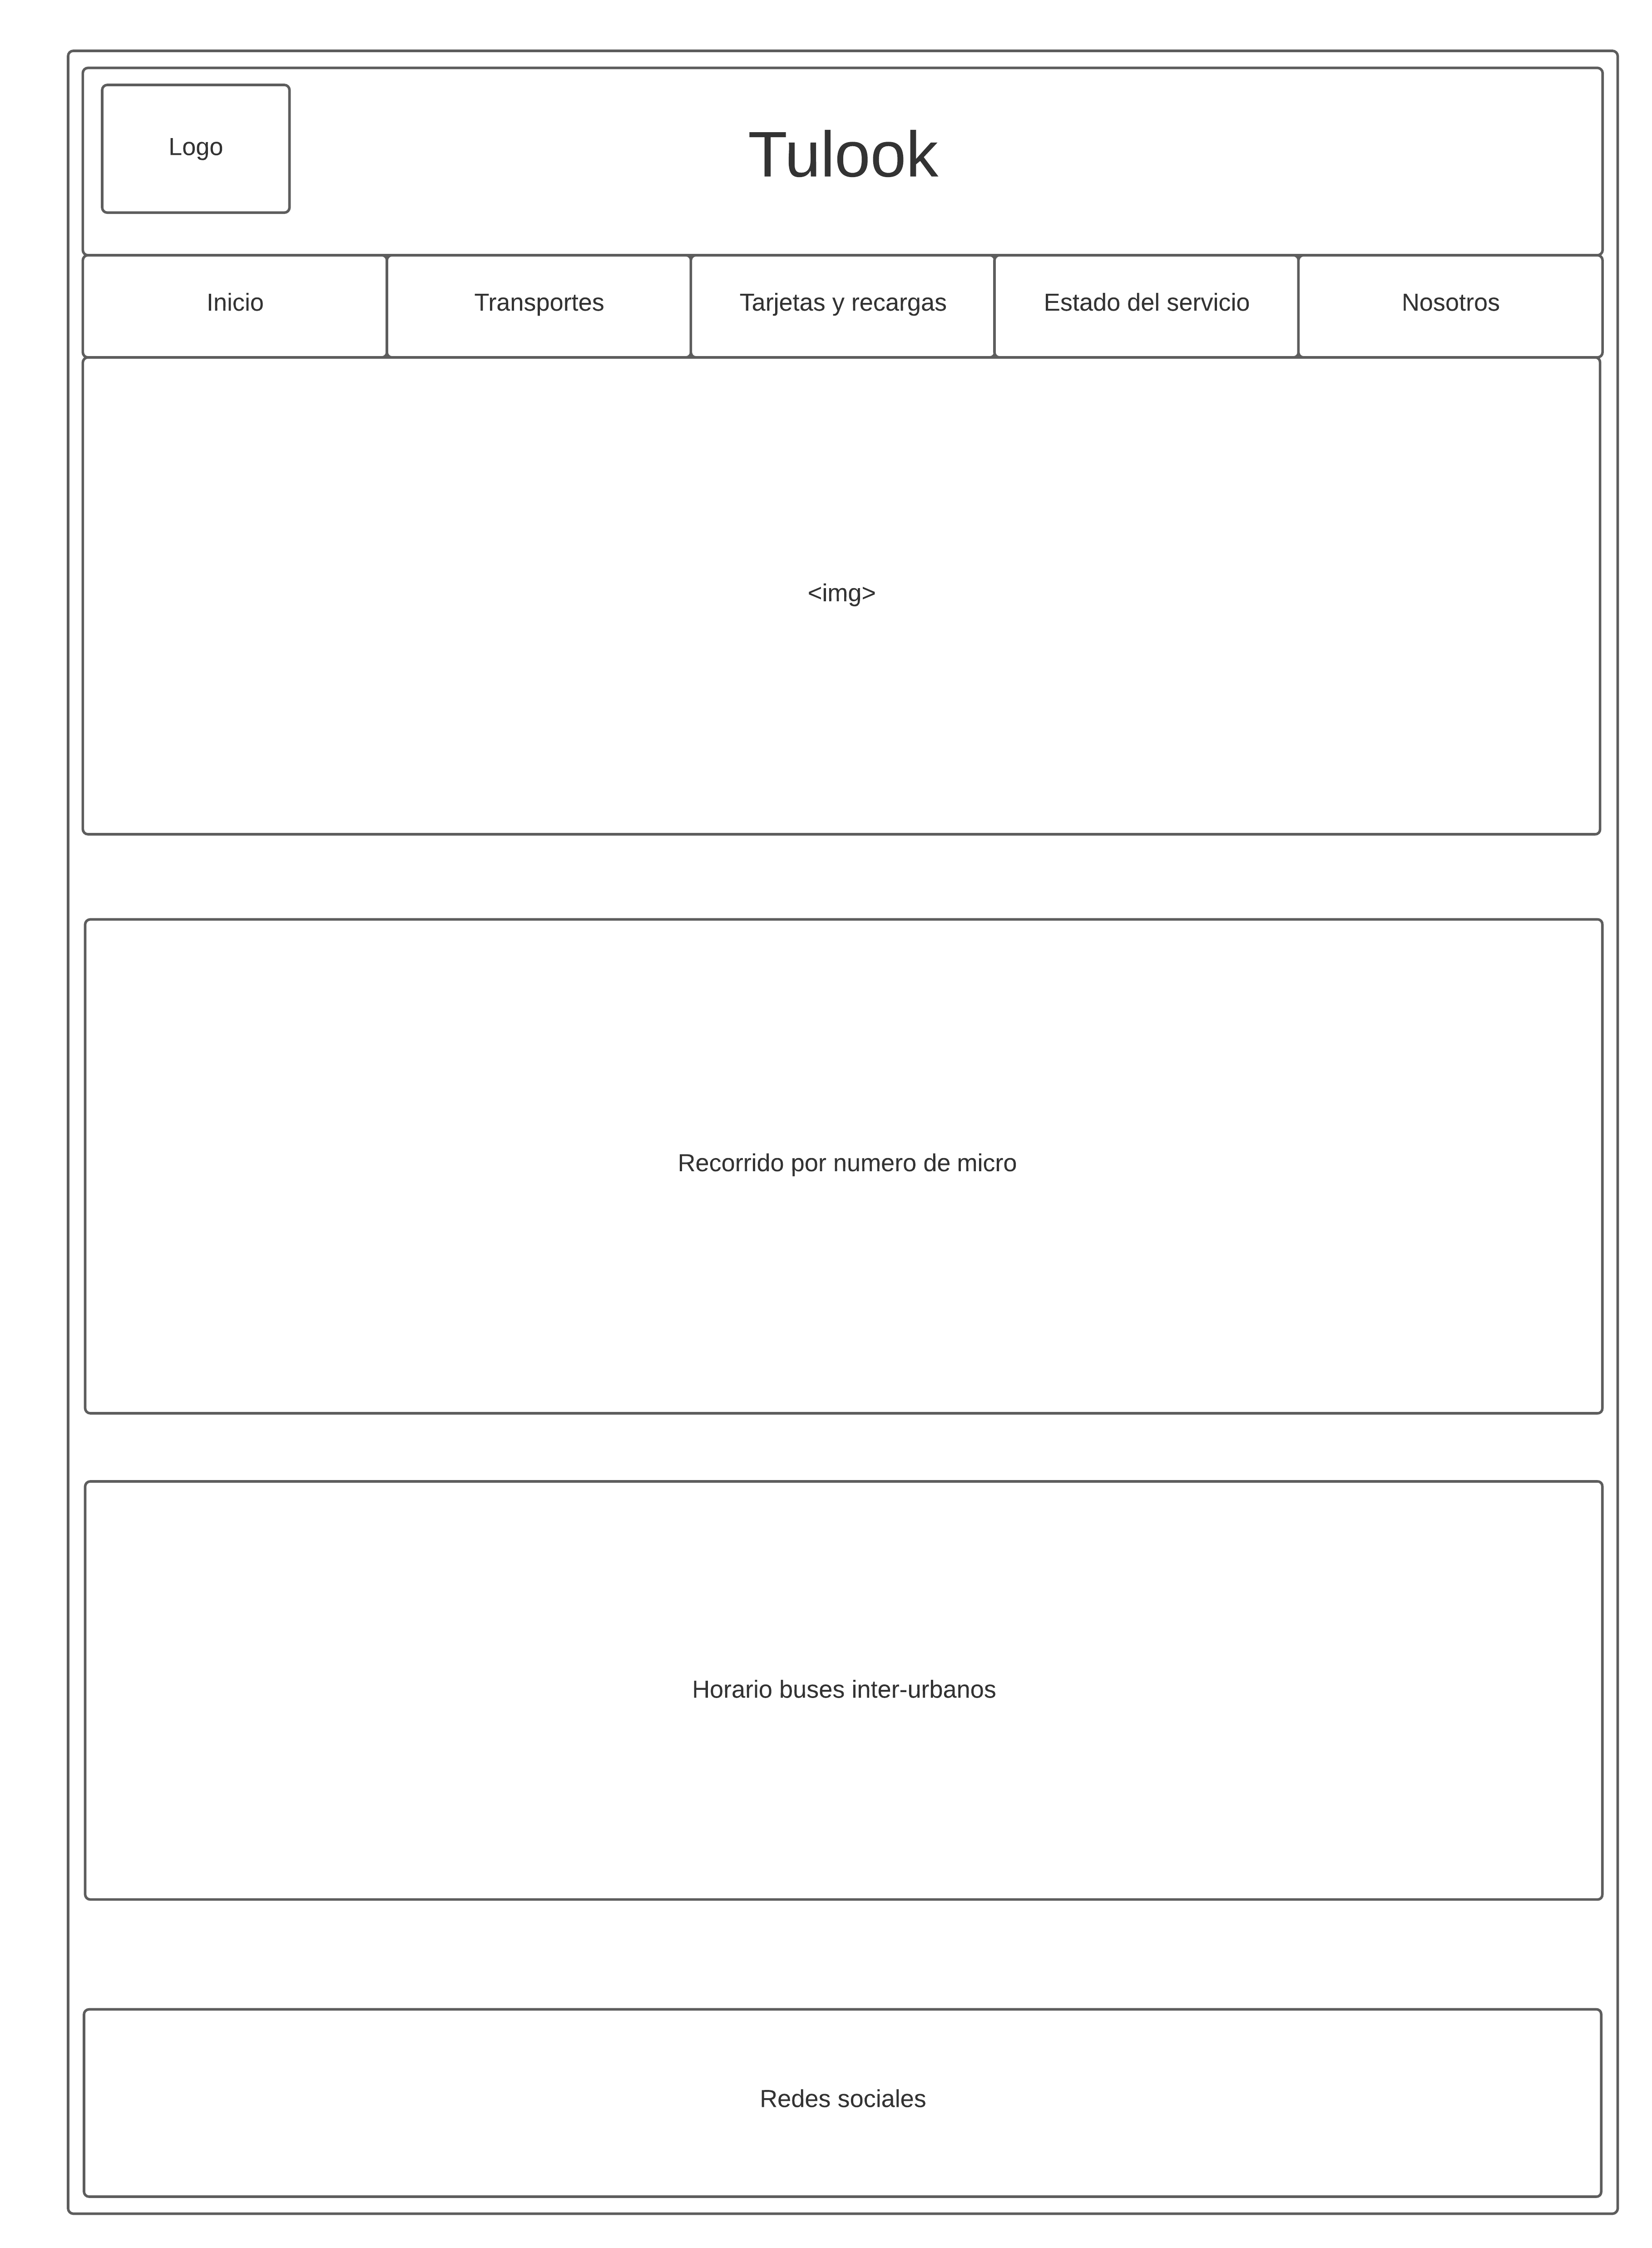 Logo
Tulook
Inicio
Transportes
Tarjetas y recargas
Estado del servicio
Nosotros
<img>
Recorrido por numero de micro
Horario buses inter-urbanos
Redes sociales